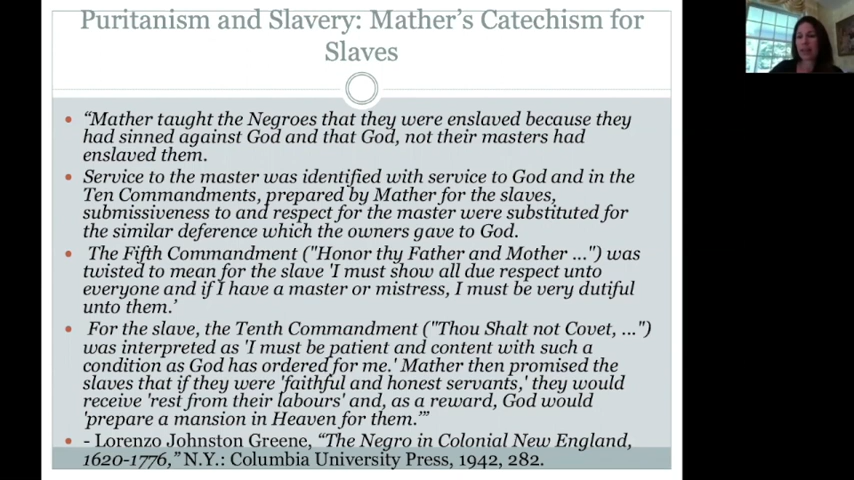 Puritanism and Slavery: Mather’s Catechism for
Slaves
• “Mather taught the Negroes that they were enslaved because they
had sinned against God and that God, not their masters had
enslaved them.
• Service to the master was identified with service to God and in the
Ten Commandments, prepared by Mather for the slaves,
submissiveness to and respect for the master were substituted for
the similar deference which the owners gave to God.
• The Fifth Commandment ("Honor thy Father and Mother ...") was
twisted to mean for the slave 'I must show all due respect unto
everyone and if I have a master or mistress, I must be very dutiful
unto them.’
• For the slave, the Tenth Commandment ("Thou Shalt not Covet, ...")
was interpreted as 'I must be patient and content with such a
condition as God has ordered for me.' Mather then promised the
slaves that if they were 'faithful and honest servants,' they would
receive 'rest from their labours' and, as a reward, God would
'prepare a mansion in Heaven for them.’”
• - Lorenzo Johnston Greene, “The Negro in Colonial New England,
1620-1776,” N.Y.: Columbia University Press, 1942, 282.